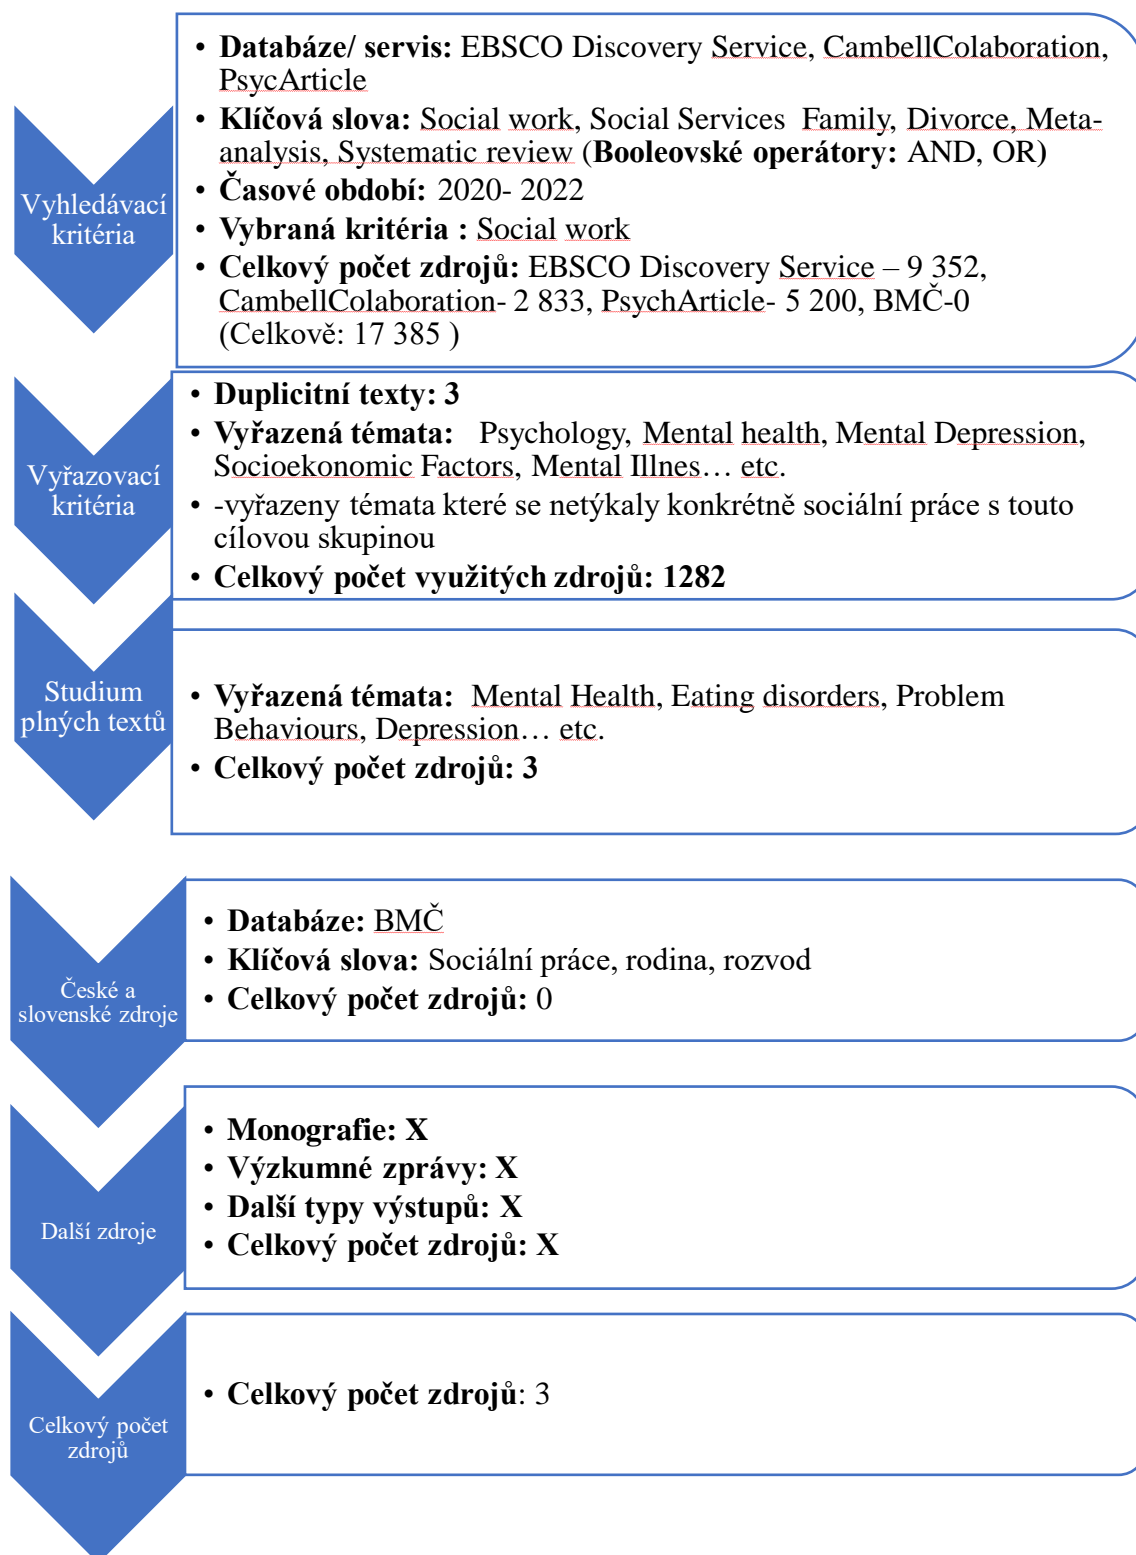 Vyhledávací
kritéria
• Databáze/ servis: EBSCO Discovery Service, CambellColaboration,
PsycArticle
• Klíčová slova: Social work, Social Services  Family, Divorce, Meta-
analysis, Systematic review (Booleovské operátory: AND, OR)
• Časové období: 2020- 2022
• Vybraná kritéria : Social work
• Celkový počet zdrojů: EBSCO Discovery Service – 9 352,
CambellColaboration- 2 833, PsychArticle- 5 200, BMČ-0
(Celkově: 17 385 )
Vyřazovací
kritéria
• Duplicitní texty: 3
• Vyřazená témata:   Psychology, Mental health, Mental Depression,
Socioekonomic Factors, Mental Illnes… etc.
• -vyřazeny témata které se netýkaly konkrétně sociální práce s touto
cílovou skupinou
• Celkový počet využitých zdrojů: 1282
Studium
plných textů
• Vyřazená témata:  Mental Health, Eating disorders, Problem
Behaviours, Depression… etc.
• Celkový počet zdrojů: 3
České a
slovenské zdroje
• Databáze: BMČ
• Klíčová slova: Sociální práce, rodina, rozvod
• Celkový počet zdrojů: 0
Další zdroje
• Monografie: X
• Výzkumné zprávy: X
• Další typy výstupů: X
• Celkový počet zdrojů: X
Celkový počet
zdrojů
• Celkový počet zdrojů: 3